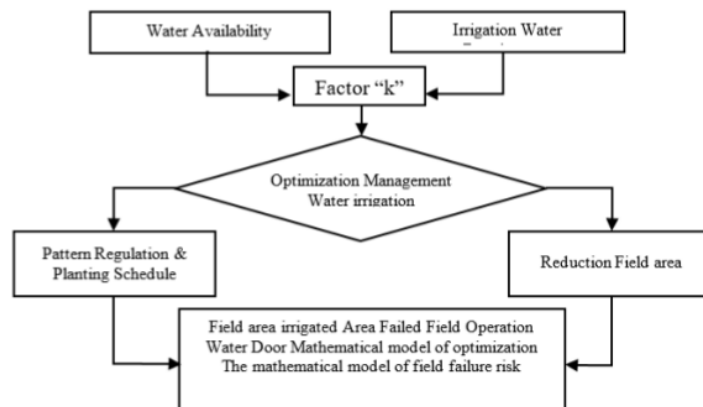 Water Availability
Irrigation Water
Factor “k”
Optimization Management
Water irrigation
Pattern Regulation &
Planting Schedule
Reduction Field area
Field area irrigated Area Failed Field Operation
Water Door Mathematical model of optimization
The mathematical model of field failure risk